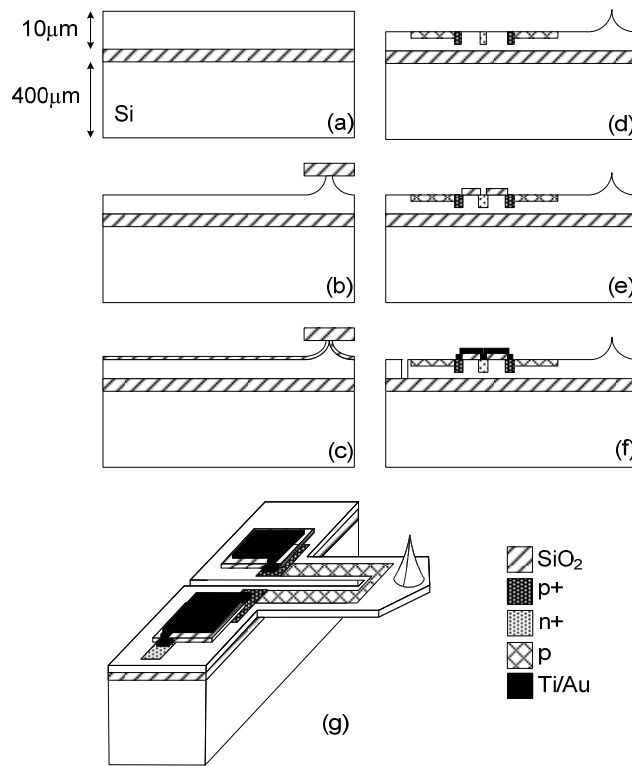 10μm
400μm
Si
(a)
(b)
(c)
(d)
(e)
(f)
(g)
SiO₂
p+
n+
p
Ti/Au